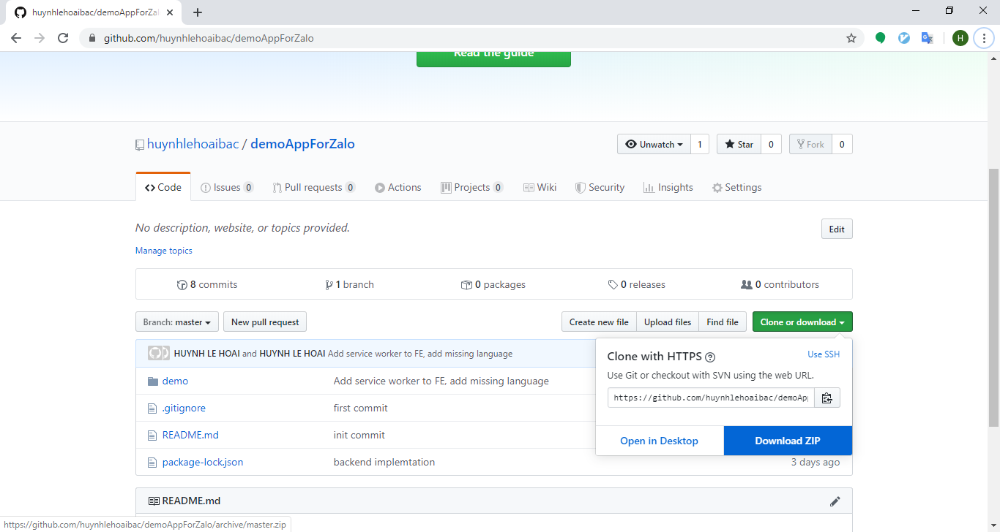 huynhlehoaibac/demoAppForZal
github.com/huynhlehoaibac/demoAppForZalo
H
Read the guide
huynhlehoaibac / demoAppForZalo
Unwatch 1 Star 0 Fork 0
Code Issues 0 Pull requests 0 Actions Projects 0 Wiki Security Insights Settings
No description, website, or topics provided.
Edit
Manage topics
8 commits 1 branch 0 packages 0 releases 0 contributors
Branch: master New pull request Create new file Upload files Find file Clone or download
HUYNH LE HOAI and HUYNH LE HOAI Add service worker to FE, add missing language
demo Add service worker to FE, add missing language
.gitignore first commit
README.md init commit
package-lock.json backend implemtation 3 days ago
Clone with HTTPS Use SSH
Use Git or checkout with SVN using the web URL.
https://github.com/huynhlehoaibac/demoApp
Open in Desktop Download ZIP
README.md
https://github.com/huynhlehoaibac/demoAppForZalo/archive/master.zip